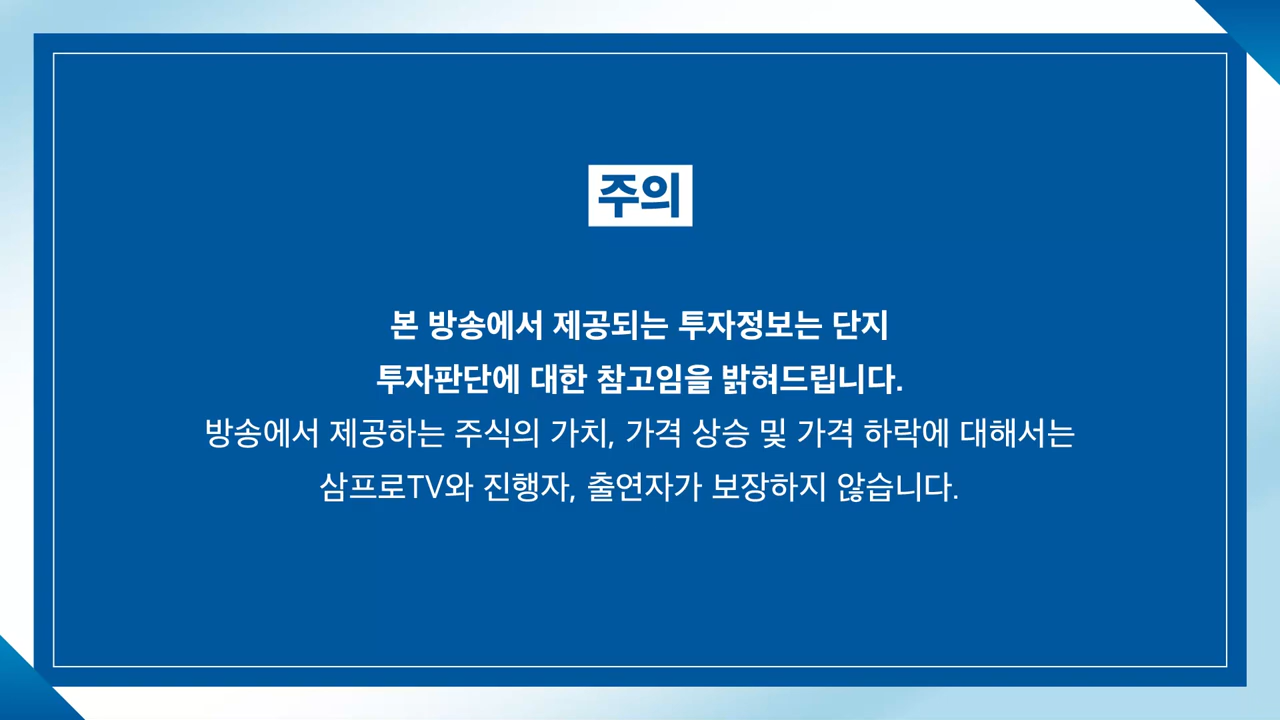 주의
본 방송에서 제공되는 투자정보는 단지
투자판단에 대한 참고임을 밝혀드립니다.
방송에서 제공하는 주식의 가치, 가격 상승 및 가격 하락에 대해서는
삼프로TV와 진행자, 출연자가 보장하지 않습니다.